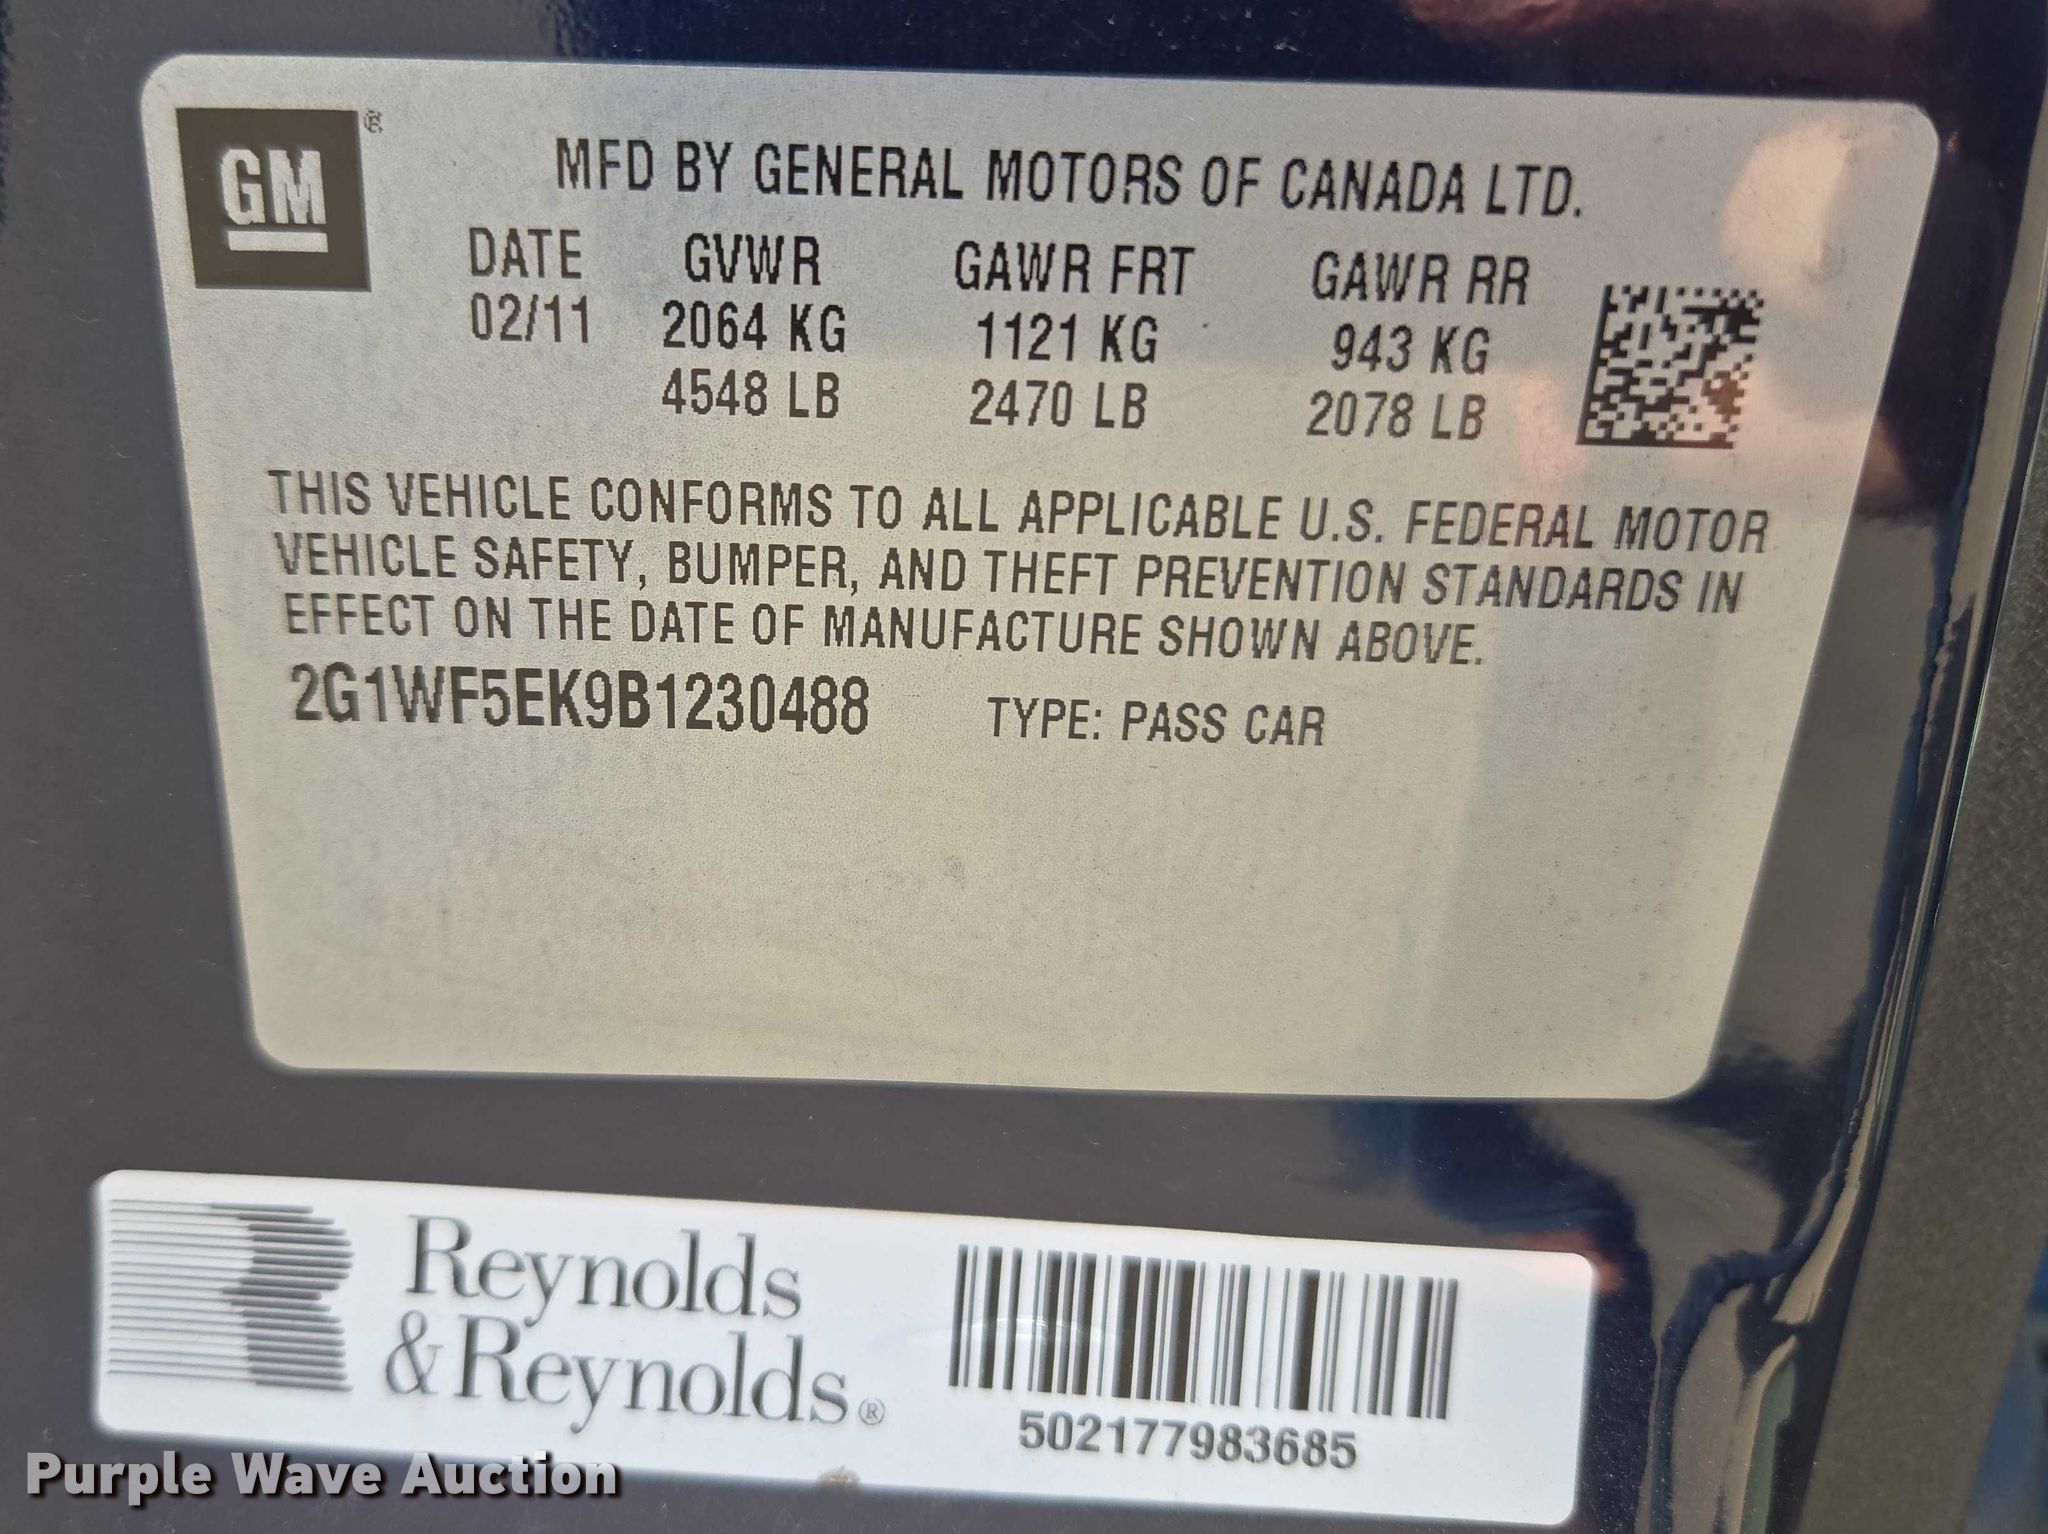 GM®
MFD BY GENERAL MOTORS OF CANADA LTD.
DATE GVWR GAWR FRT GAWR RR
02/11 2064 KG 1121 KG 943 KG
4548 LB 2470 LB 2078 LB
THIS VEHICLE CONFORMS TO ALL APPLICABLE U.S. FEDERAL MOTOR
VEHICLE SAFETY, BUMPER, AND THEFT PREVENTION STANDARDS IN
EFFECT ON THE DATE OF MANUFACTURE SHOWN ABOVE.
2G1WF5EK9B1230488 TYPE: PASS CAR
Reynolds
&Reynolds®
502177983685
Purple Wave Auction